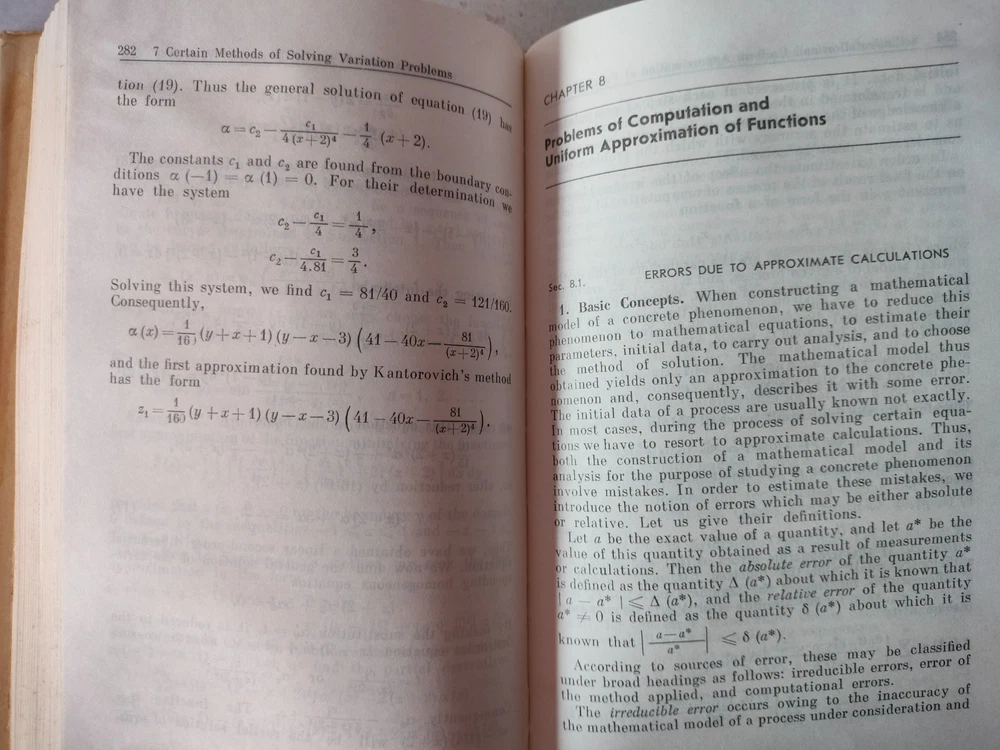 282 7 Certain Methods of Solving Variation Problems
tion (19). Thus the general solution of equation (19) has
the form
α = c₂ − c₁/4(x+2)⁴ − 1/4 (x + 2).
The constants c₁ and c₂ are found from the boundary con-
ditions α (−1) = α (1) = 0. For their determination we
have the system
c₂ − c₁/4 = 1/4,
c₂ − c₁/4.81 = 3/4.
Solving this system, we find c₁ = 81/40 and c₂ = 121/160.
Consequently,
α (x) = 1/16 (y + x + 1) (y − x − 3) (41 − 40x − 81/(x+2)⁴),
and the first approximation found by Kantorovich's method
has the form
z₁ = 1/16 (y + x + 1) (y − x − 3) (41 − 40x − 81/(x+2)⁴).
CHAPTER 8
Problems of Computation and
Uniform Approximation of Functions
Sec. 8.1. ERRORS DUE TO APPROXIMATE CALCULATIONS
1. Basic Concepts. When constructing a mathematical
model of a concrete phenomenon, we have to reduce this
phenomenon to mathematical equations, to estimate their
parameters, initial data, to carry out analysis, and to choose
the method of solution. The mathematical model thus
obtained yields only an approximation to the concrete phe-
nomenon and, consequently, describes it with some error.
The initial data of a process are usually known not exactly.
In most cases, during the process of solving certain equa-
tions we have to resort to approximate calculations. Thus,
both the construction of a mathematical model and its
analysis for the purpose of studying a concrete phenomenon
involve mistakes. In order to estimate these mistakes, we
introduce the notion of errors which may be either absolute
or relative. Let us give their definitions.
Let a be the exact value of a quantity, and let a* be the
value of this quantity obtained as a result of measurements
or calculations. Then the absolute error of the quantity a*
is defined as the quantity Δ (a*) about which it is known that
| a − a* | ⩽ Δ (a*), and the relative error of the quantity
a* ≠ 0 is defined as the quantity δ (a*) about which it is
known that | a−a*/a* | ⩽ δ (a*).
According to sources of error, these may be classified
under broad headings as follows: irreducible errors, error of
the method applied, and computational errors.
The irreducible error occurs owing to the inaccuracy of
the mathematical model of a process under consideration and